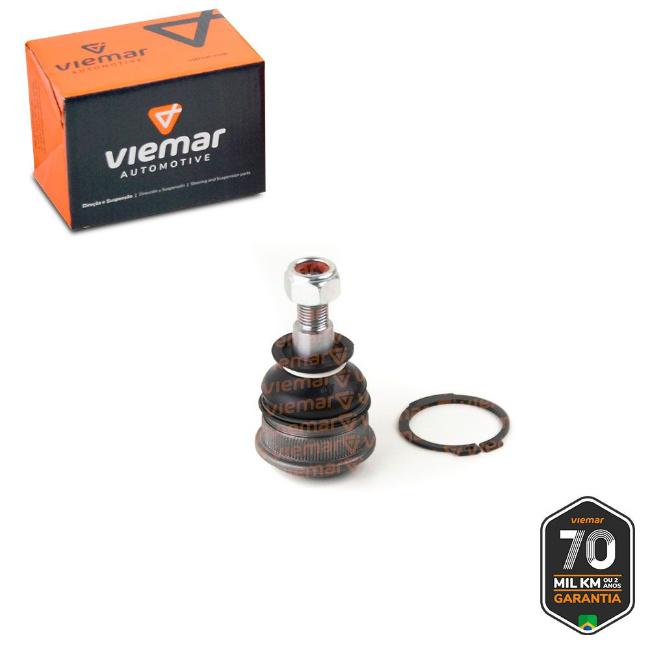 viemar
AUTOMOTIVE
viemar
AUTOMOTIVE
Direção e Suspensão | Dirección y Suspensión | Steering and Suspension parts
viemar
viemar
viemar
70
MIL KM OU 2 ANOS
GARANTIA